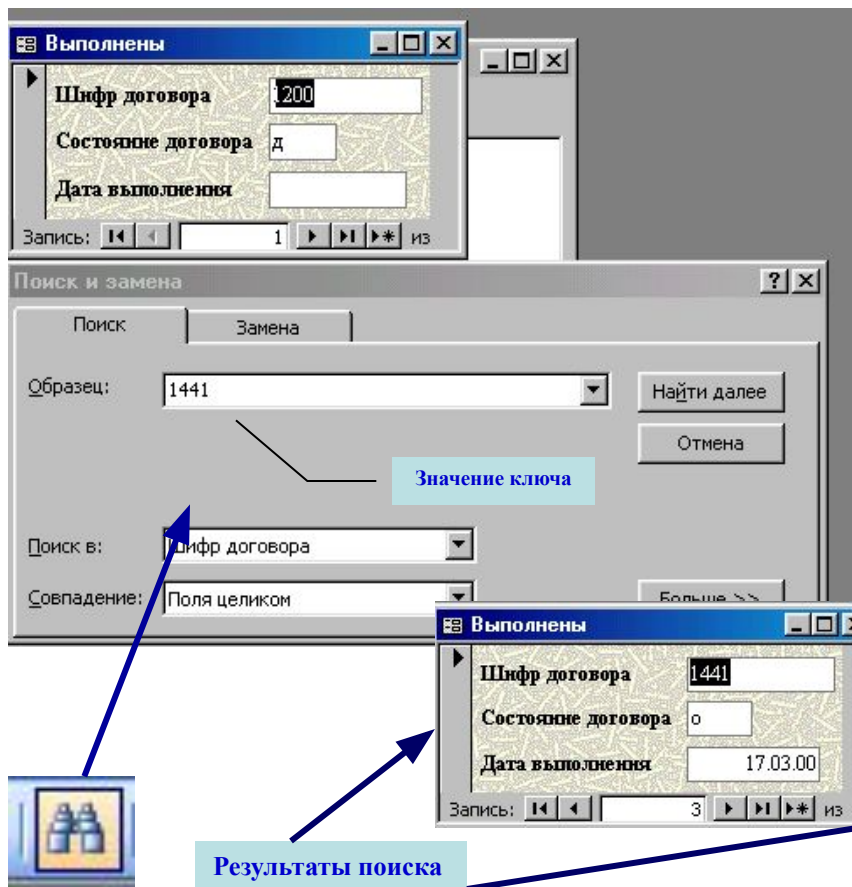 Выполнены
Шифр договора 1200
Состояние договора д
Дата выполнения
Запись: 1 из
Поиск и замена
Поиск Замена
Образец: 1441 Найти далее
Отмена
Значение ключа
Поиск в: Шифр договора
Совпадение: Поля целиком Больше >>
Выполнены
Шифр договора 1441
Состояние договора о
Дата выполнения 17.03.00
Запись: 3 из
Результаты поиска